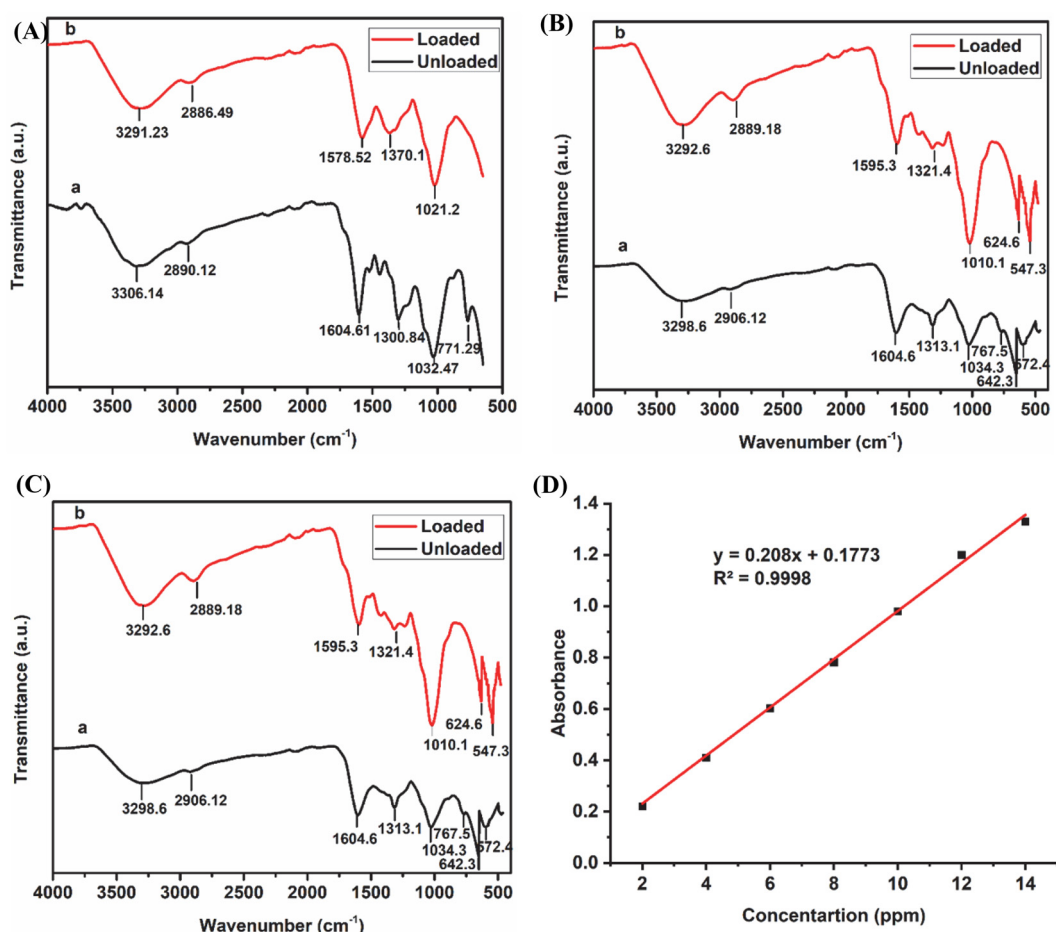 (A)
b
Loaded
Unloaded
3291.23
2886.49
1578.52
1370.1
1021.2
a
3306.14
2890.12
1604.61
1300.84
771.29
1032.47
Transmittance (a.u.)
4000 3500 3000 2500 2000 1500 1000 500
Wavenumber (cm⁻¹)
(B)
b
Loaded
Unloaded
3292.6
2889.18
1595.3
1321.4
1010.1
624.6
547.3
a
3298.6
2906.12
1604.6
1313.1
767.5
1034.3
642.3
572.4
Transmittance (a.u.)
4000 3500 3000 2500 2000 1500 1000 500
Wavenumber (cm⁻¹)
(C)
b
Loaded
Unloaded
3292.6
2889.18
1595.3
1321.4
1010.1
624.6
547.3
a
3298.6
2906.12
1604.6
1313.1
767.5
1034.3
642.3
572.4
Transmittance (a.u.)
4000 3500 3000 2500 2000 1500 1000 500
Wavenumber (cm⁻¹)
(D)
y = 0.208x + 0.1773
R² = 0.9998
Absorbance
1.4
1.2
1.0
0.8
0.6
0.4
0.2
0.0
2 4 6 8 10 12 14
Concentartion (ppm)